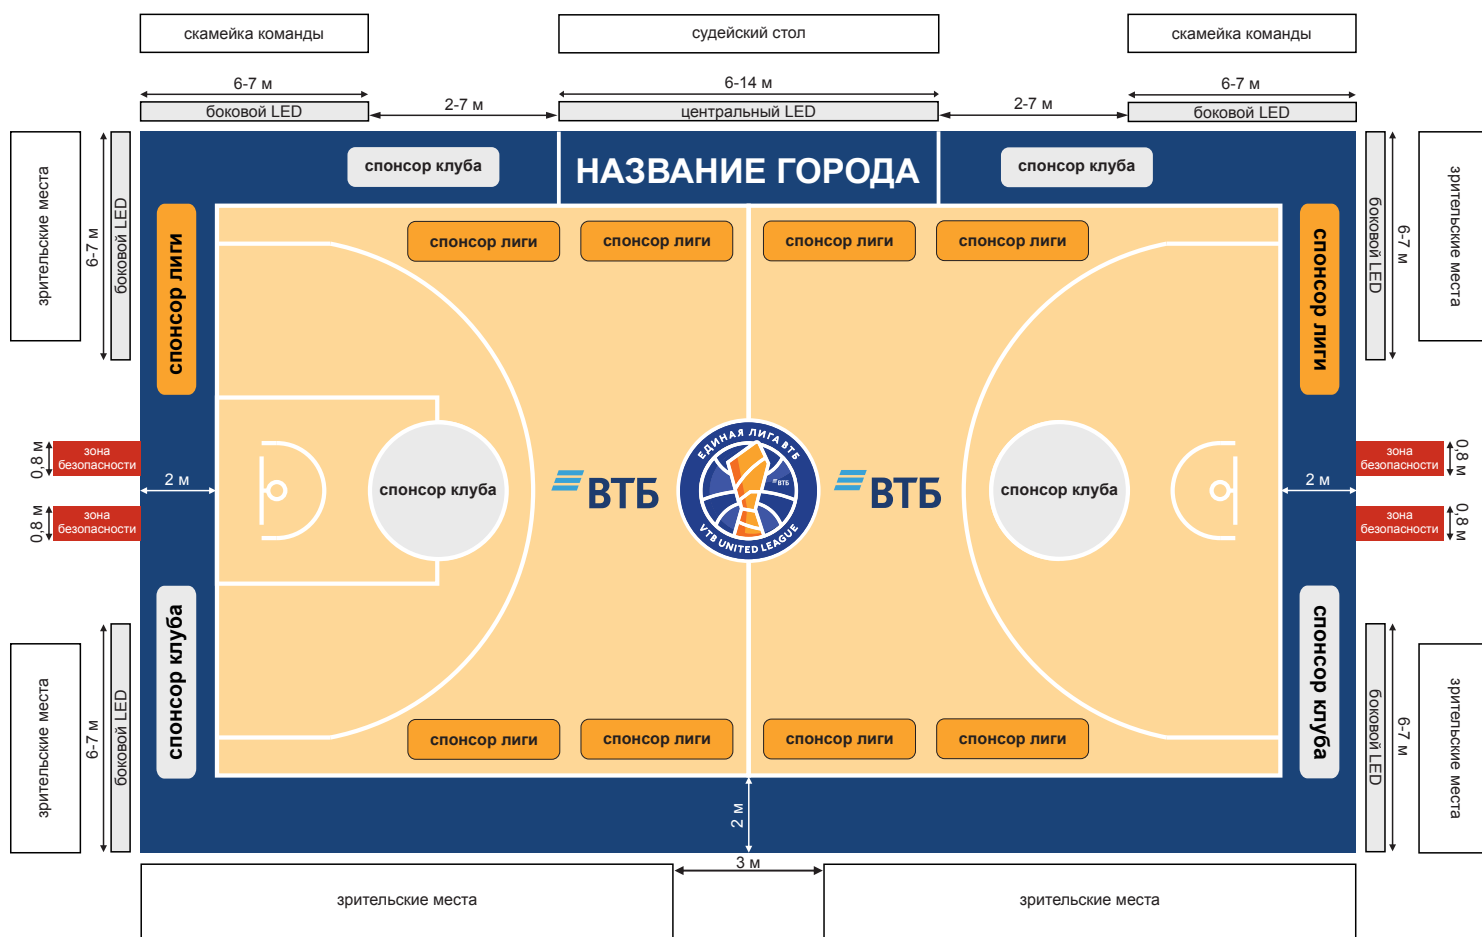 скамейка команды
судейский стол
скамейка команды
6-7 м
6-14 м
6-7 м
боковой LED
2-7 м
центральный LED
2-7 м
боковой LED
спонсор клуба
НАЗВАНИЕ ГОРОДА
спонсор клуба
зрительские места
6-7 м
боковой LED
спонсор лиги
спонсор лиги
спонсор лиги
спонсор лиги
спонсор лиги
спонсор лиги
боковой LED
6-7 м
зрительские места
0,8 м
зона
безопасности
2 м
0,8 м
зона
безопасности
спонсор клуба
ВТБ
ЕДИНАЯ ЛИГА ВТБ
ВТБ
VTB UNITED LEAGUE
ВТБ
спонсор клуба
зона
безопасности
0,8 м
2 м
зона
безопасности
0,8 м
зрительские места
6-7 м
боковой LED
спонсор клуба
спонсор лиги
спонсор лиги
спонсор лиги
спонсор лиги
спонсор клуба
боковой LED
6-7 м
зрительские места
2 м
3 м
зрительские места
зрительские места